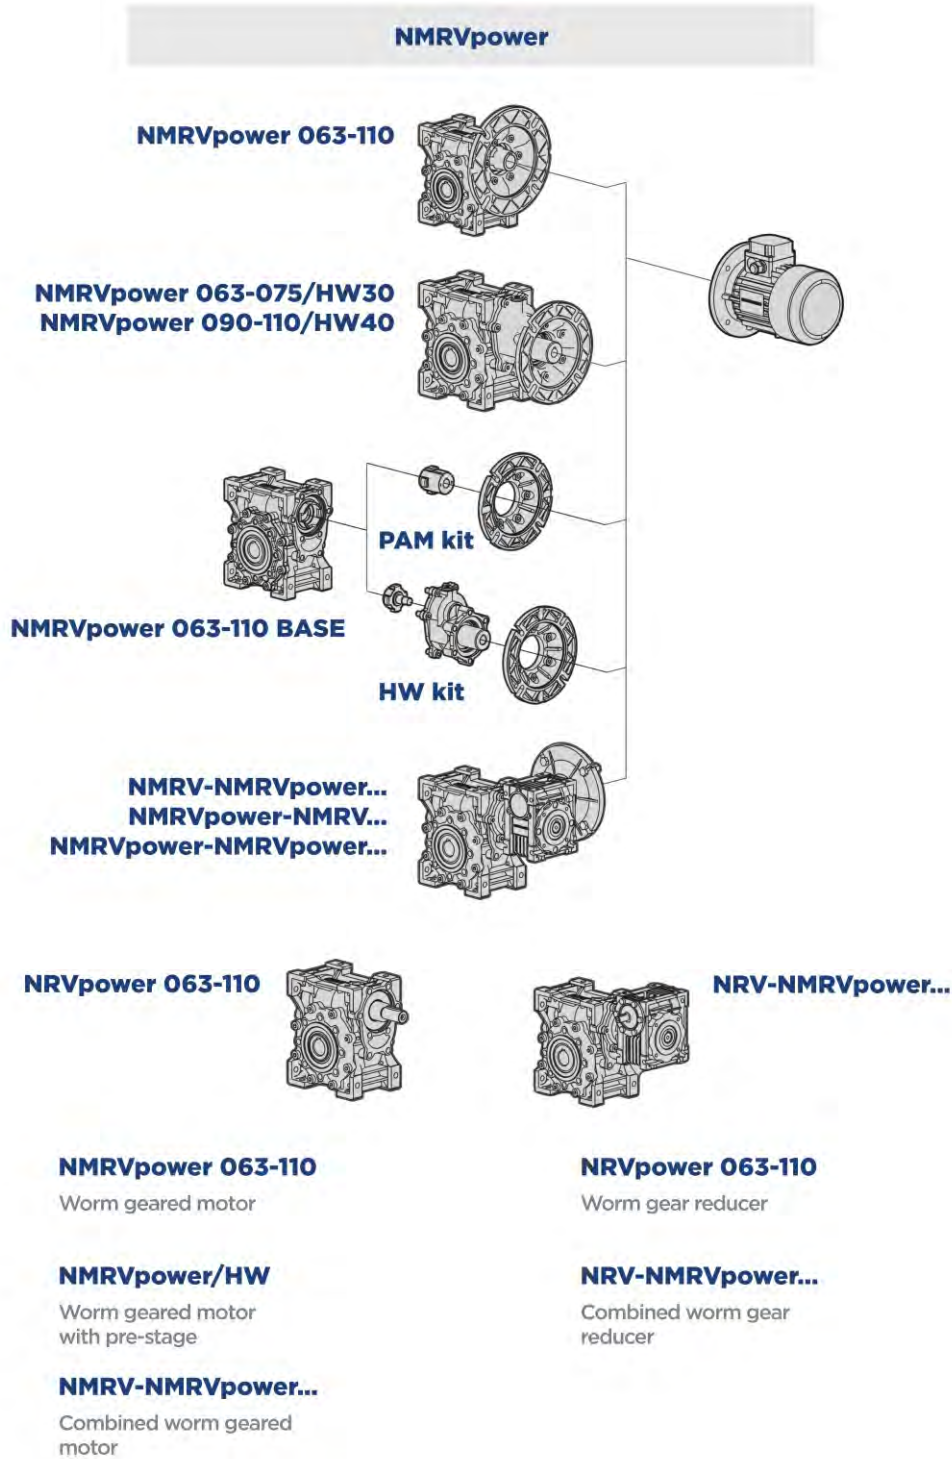 NMRVpower
NMRVpower 063-110
NMRVpower 063-075/HW30
NMRVpower 090-110/HW40
PAM kit
NMRVpower 063-110 BASE
HW kit
NMRV-NMRVpower...
NMRVpower-NMRV...
NMRVpower-NMRVpower...
NRVpower 063-110
NRV-NMRVpower...
NMRVpower 063-110
Worm geared motor
NMRVpower/HW
Worm geared motor
with pre-stage
NMRV-NMRVpower...
Combined worm geared
motor
NRVpower 063-110
Worm gear reducer
NRV-NMRVpower...
Combined worm gear
reducer